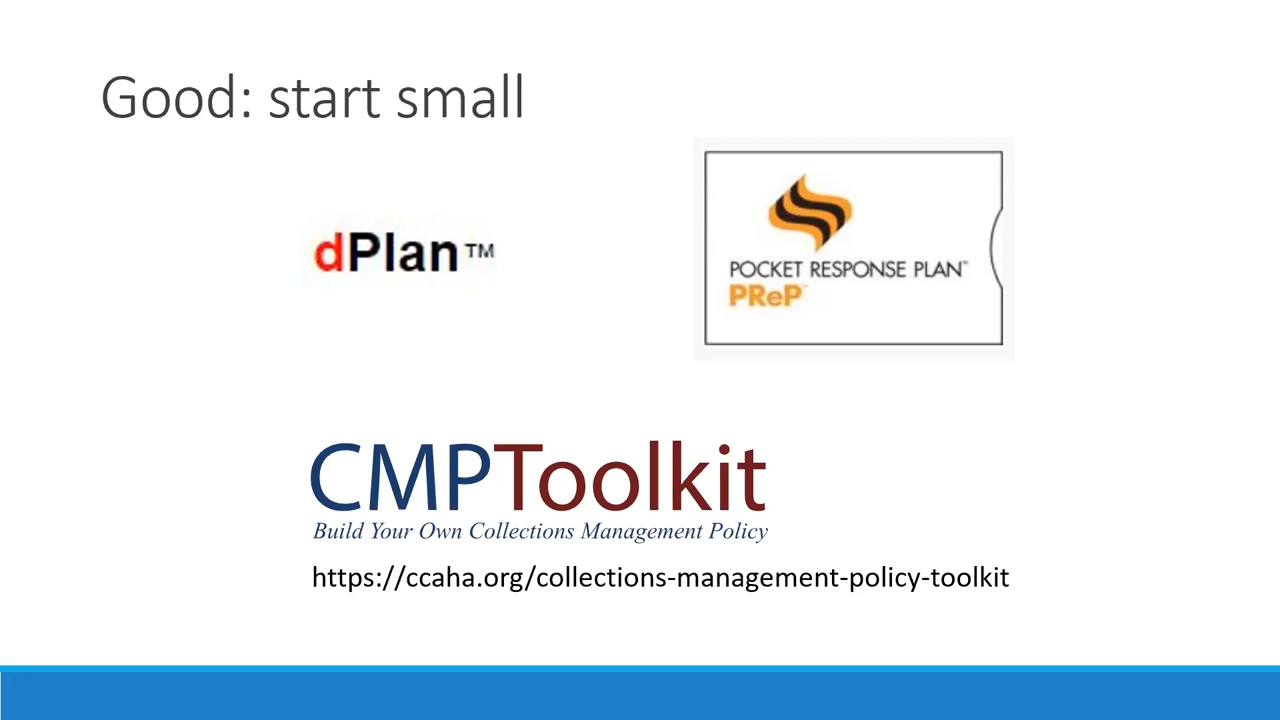 Good: start small
dPlan™
POCKET RESPONSE PLAN™
PReP™
CMPToolkit
Build Your Own Collections Management Policy
https://ccaha.org/collections-management-policy-toolkit